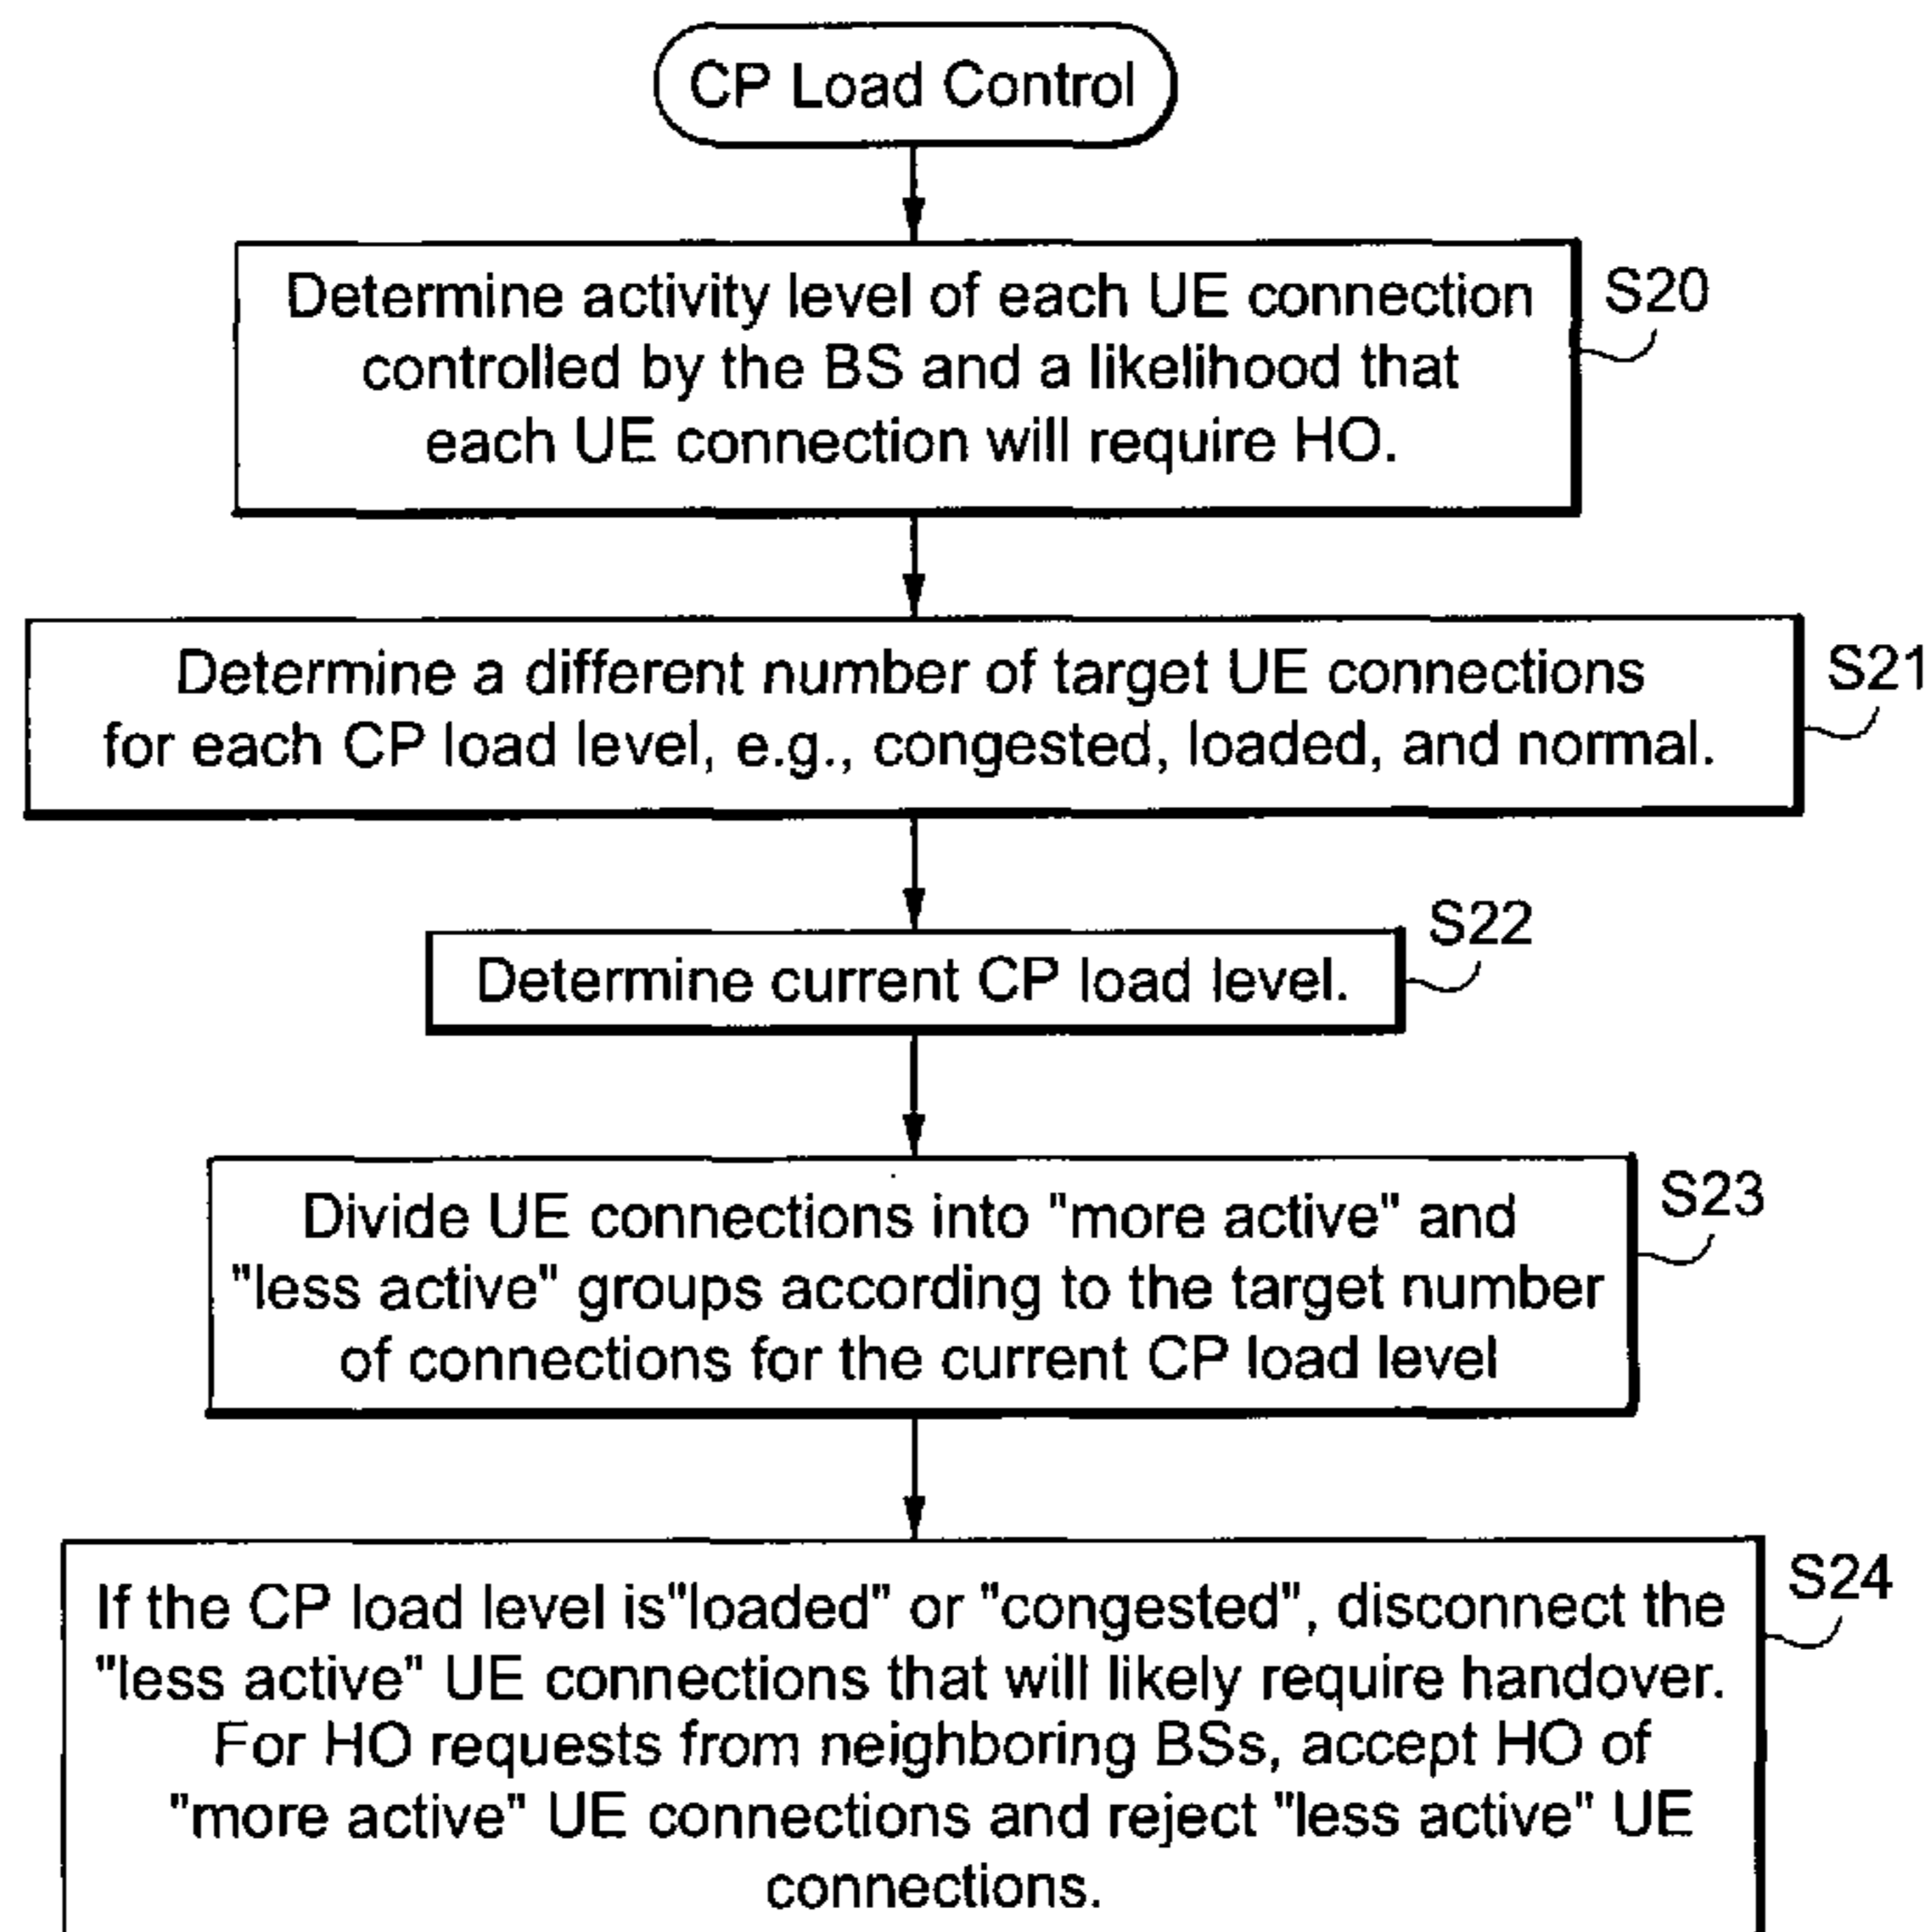 CP Load Control
Determine activity level of each UE connection
controlled by the BS and a likelihood that
each UE connection will require HO.
S20
Determine a different number of target UE connections
for each CP load level, e.g., congested, loaded, and normal.
S21
Determine current CP load level.
S22
Divide UE connections into "more active" and
"less active" groups according to the target number
of connections for the current CP load level
S23
If the CP load level is"loaded" or "congested", disconnect the
"less active" UE connections that will likely require handover.
For HO requests from neighboring BSs, accept HO of
"more active" UE connections and reject "less active" UE
connections.
S24